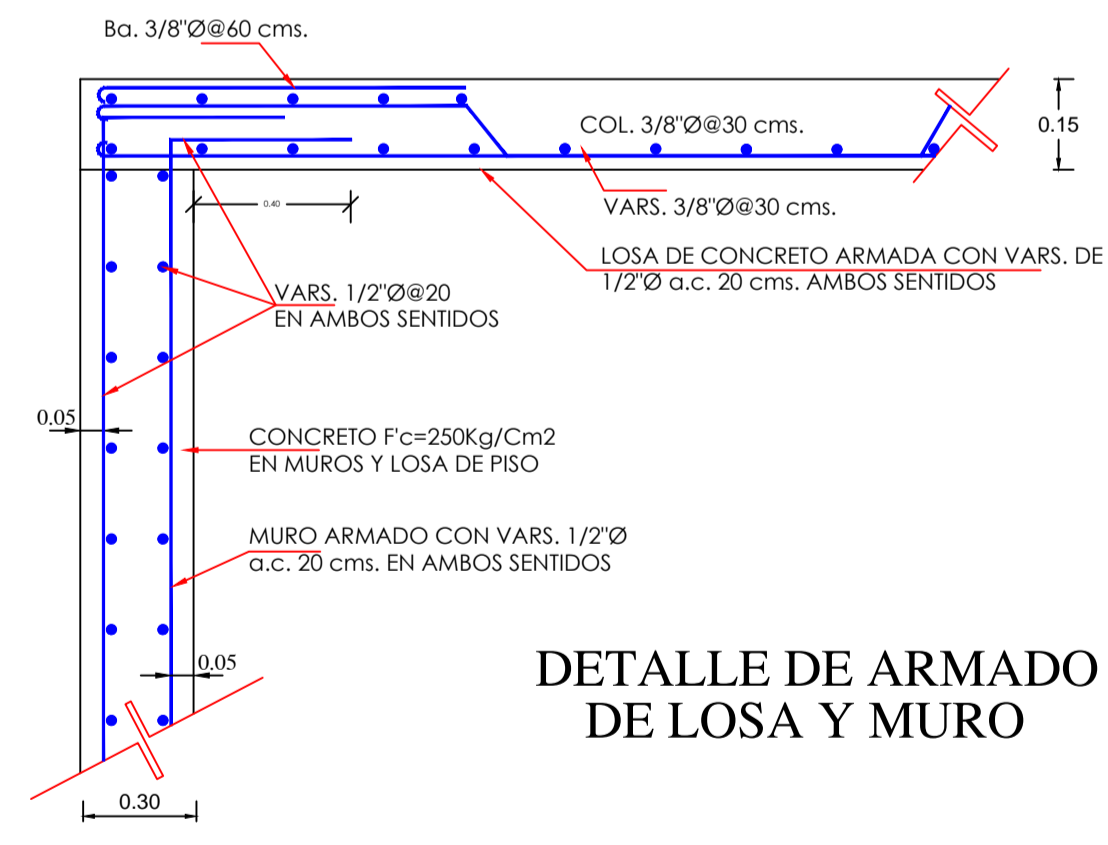 Ba. 3/8"Ø@60 cms.
COL. 3/8"Ø@30 cms.
0.15
VARS. 3/8"Ø@30 cms.
0.40
LOSA DE CONCRETO ARMADA CON VARS. DE
1/2"Ø a.c. 20 cms. AMBOS SENTIDOS
VARS. 1/2"Ø@20
EN AMBOS SENTIDOS
0.05
CONCRETO F'c=250Kg/Cm2
EN MUROS Y LOSA DE PISO
MURO ARMADO CON VARS. 1/2"Ø
a.c. 20 cms. EN AMBOS SENTIDOS
0.05
DETALLE DE ARMADO
DE LOSA Y MURO
0.30